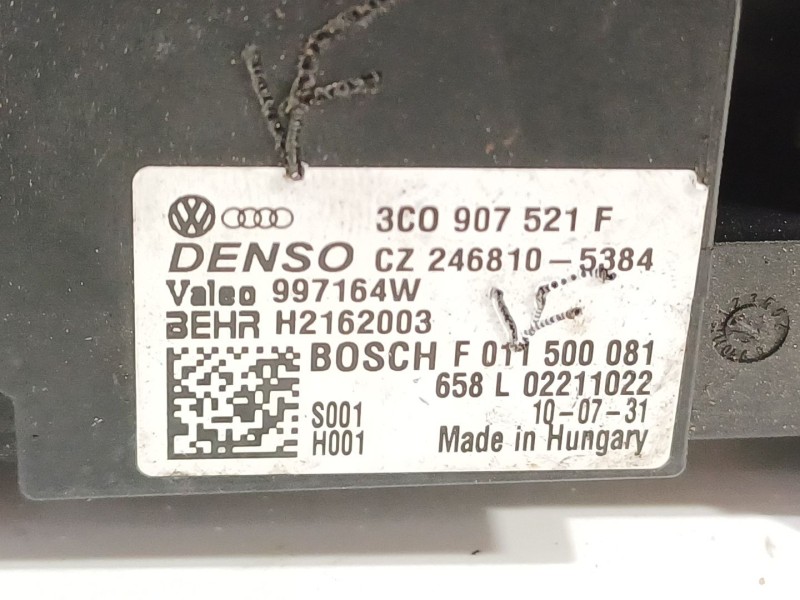 3C0 907 521 F
DENSO CZ 246810-5384
Valeo 997164W
BEHR H2162003
BOSCH F 011 500 081
658 L 02211022
S001 10-07-31
H001 Made in Hungary